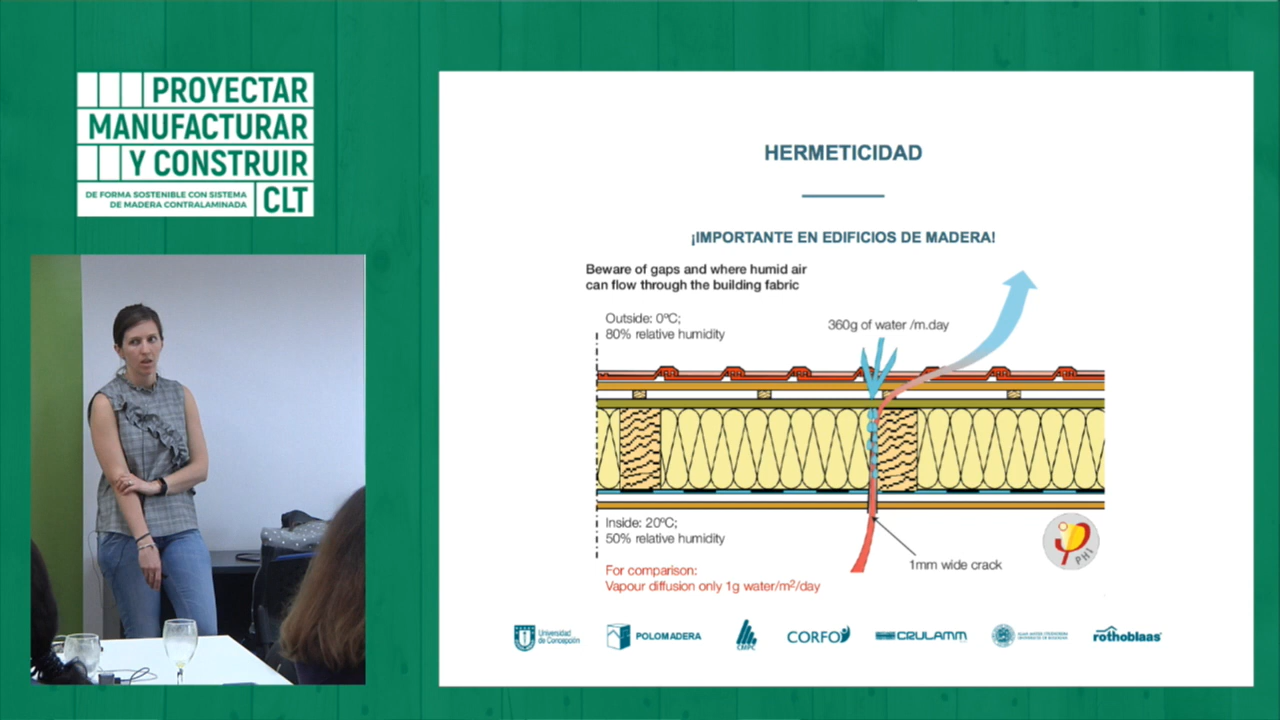 PROYECTAR
MANUFACTURAR
Y CONSTRUIR
DE FORMA SOSTENIBLE CON SISTEMA
DE MADERA CONTRALAMINADA
CLT
HERMETICIDAD
¡IMPORTANTE EN EDIFICIOS DE MADERA!
Beware of gaps and where humid air
can flow through the building fabric
Outside: 0ºC;
80% relative humidity
360g of water /m.day
Inside: 20ºC;
50% relative humidity
For comparison:
Vapour diffusion only 1g water/m²/day
1mm wide crack
PHI
Universidad
de Concepción
POLOMADERA
CMPC
CORFO
CRULAMM
rothoblaas